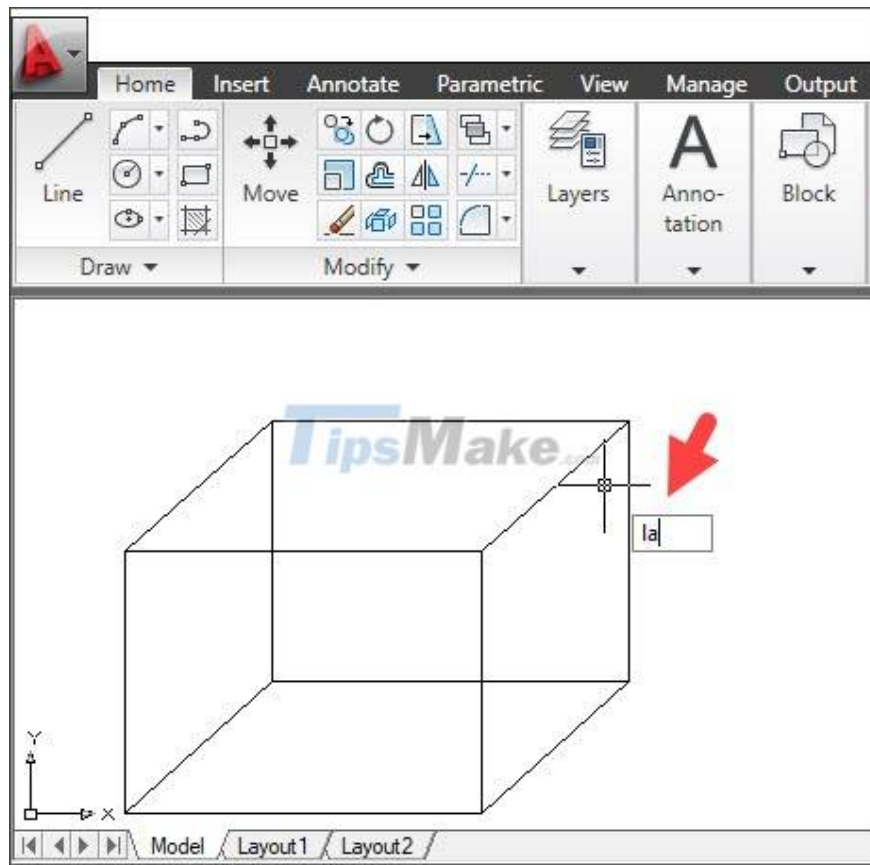 Home Insert Annotate Parametric View Manage Output
Line
Move
Layers
Anno-
tation
Block
Draw
Modify
TipsMake.com
la
Y
X
Model Layout1 Layout2